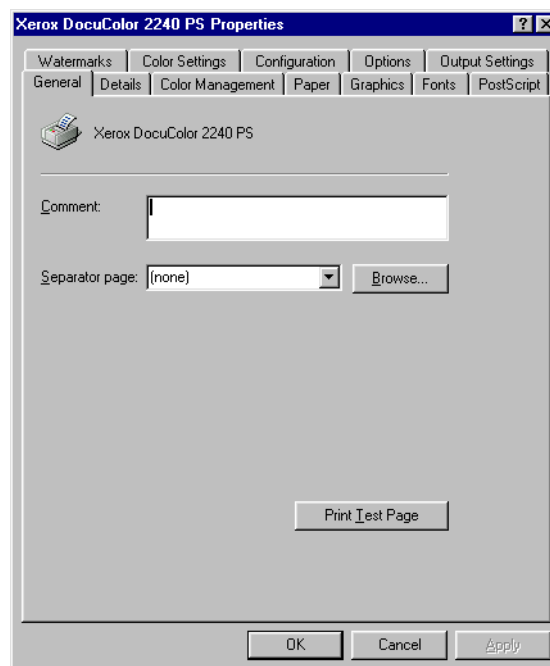 Xerox DocuColor 2240 PS Properties
Watermarks Color Settings Configuration Options Output Settings
General Details Color Management Paper Graphics Fonts PostScript
Xerox DocuColor 2240 PS
Comment:
Separator page: (none) Browse...
Print Test Page
OK Cancel Apply